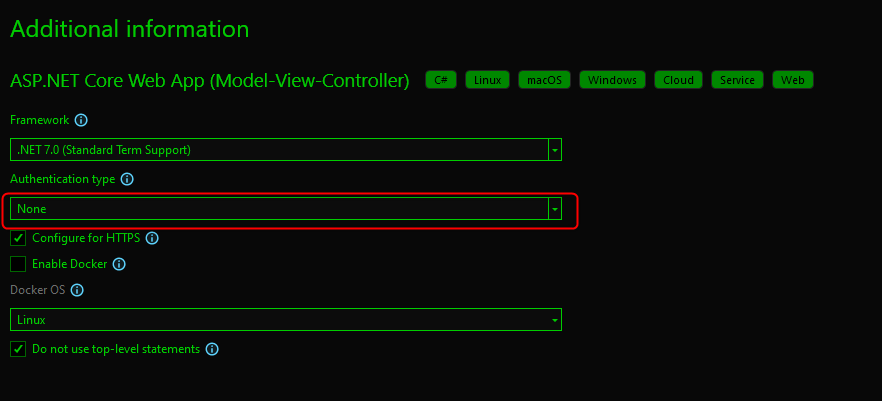 Additional information
ASP.NET Core Web App (Model-View-Controller) C# Linux macOS Windows Cloud Service Web
Framework
.NET 7.0 (Standard Term Support)
Authentication type
None
Configure for HTTPS
Enable Docker
Docker OS
Linux
Do not use top-level statements